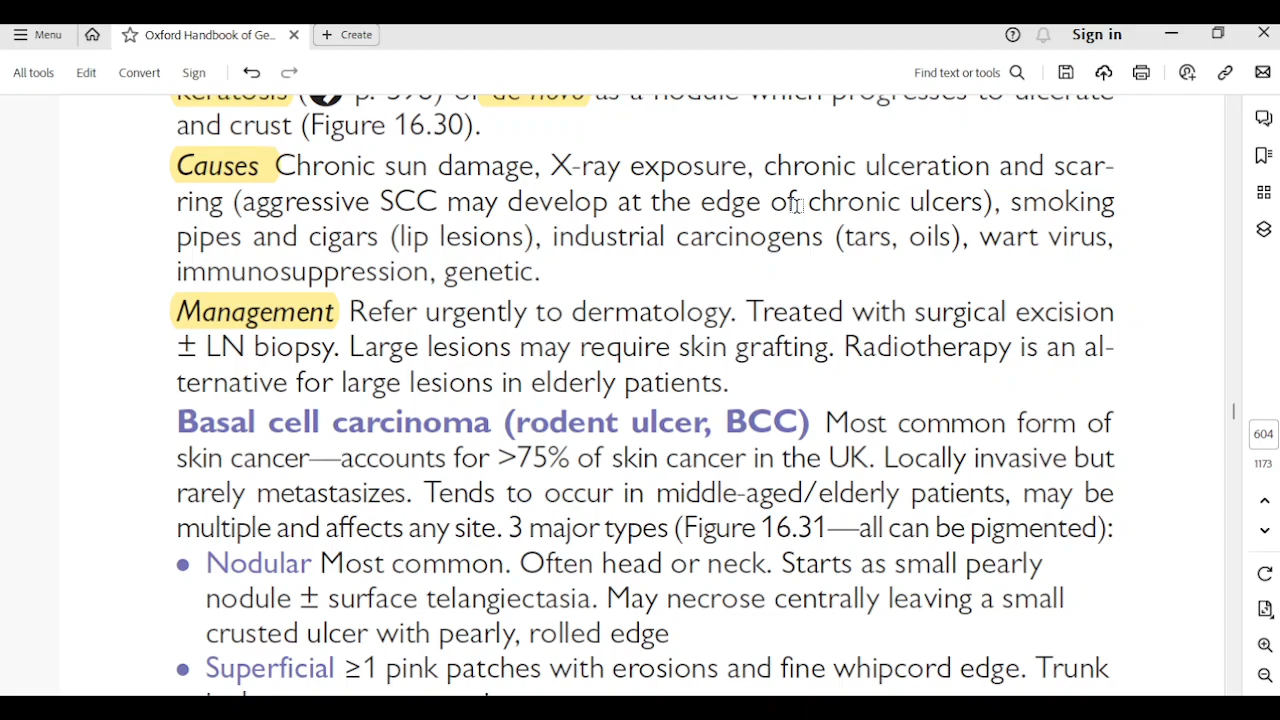 Menu Oxford Handbook of Ge... Create Sign in
All tools Edit Convert Sign Find text or tools
and crust (Figure 16.30).
Causes Chronic sun damage, X-ray exposure, chronic ulceration and scar-
ring (aggressive SCC may develop at the edge of chronic ulcers), smoking
pipes and cigars (lip lesions), industrial carcinogens (tars, oils), wart virus,
immunosuppression, genetic.
Management Refer urgently to dermatology. Treated with surgical excision
± LN biopsy. Large lesions may require skin grafting. Radiotherapy is an al-
ternative for large lesions in elderly patients.
Basal cell carcinoma (rodent ulcer, BCC) Most common form of
skin cancer—accounts for >75% of skin cancer in the UK. Locally invasive but
rarely metastasizes. Tends to occur in middle-aged/elderly patients, may be
multiple and affects any site. 3 major types (Figure 16.31—all can be pigmented):
• Nodular Most common. Often head or neck. Starts as small pearly
nodule ± surface telangiectasia. May necrose centrally leaving a small
crusted ulcer with pearly, rolled edge
• Superficial ≥1 pink patches with erosions and fine whipcord edge. Trunk
604
1173